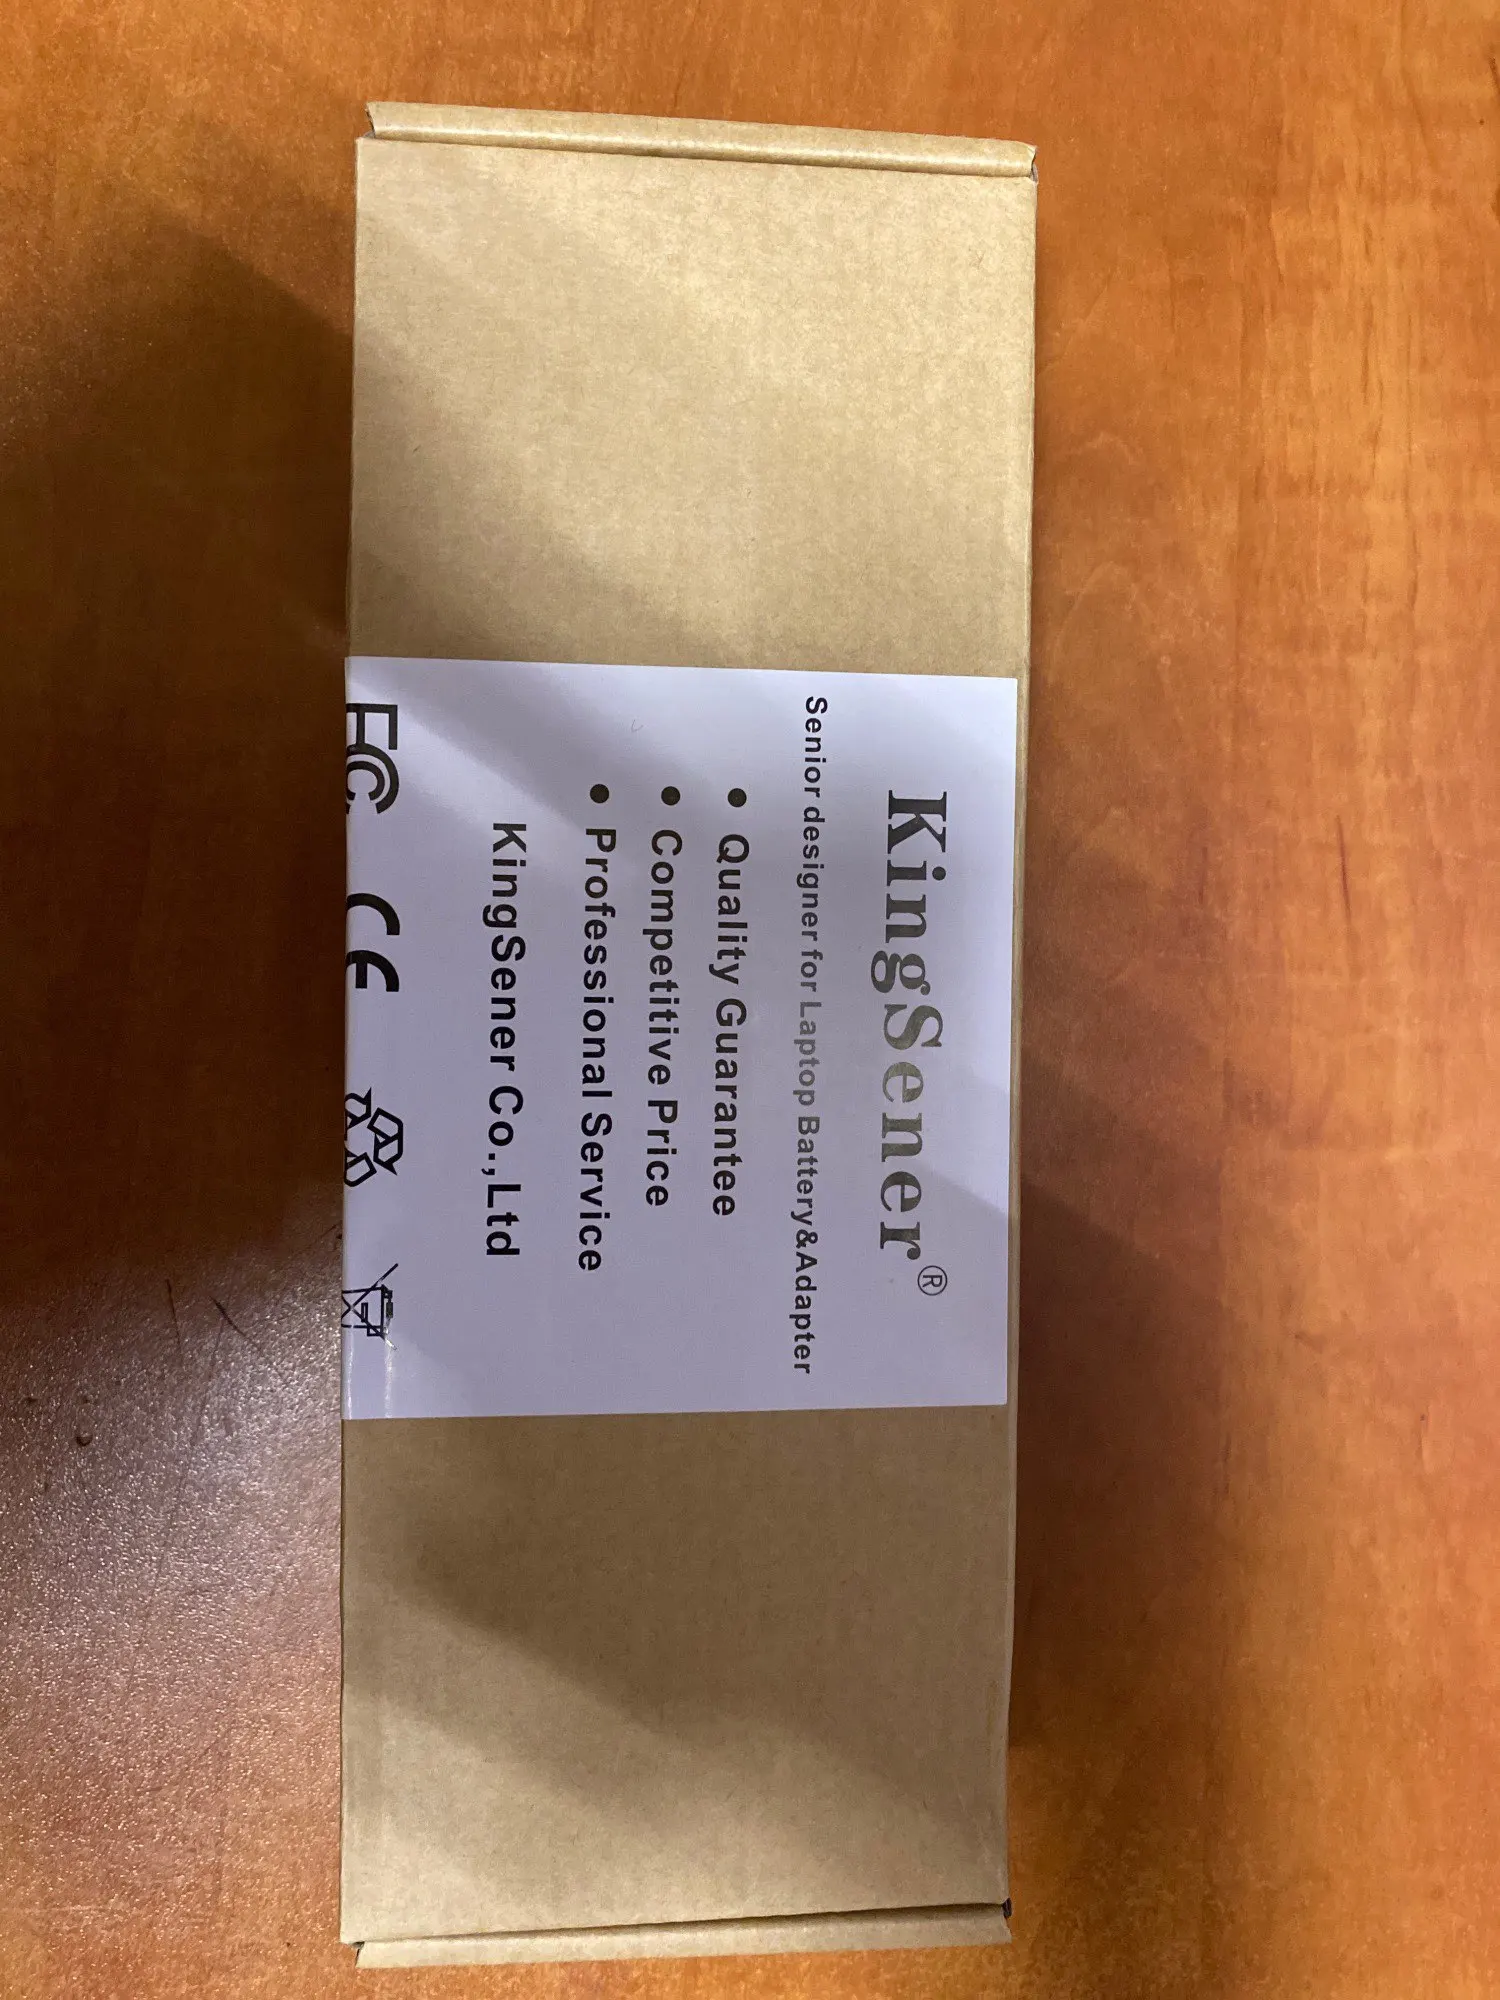 KingSener®
Senior designer for Laptop Battery&Adapter
● Quality Guarantee
● Competitive Price
● Professional Service
KingSener Co.,Ltd
FC CE